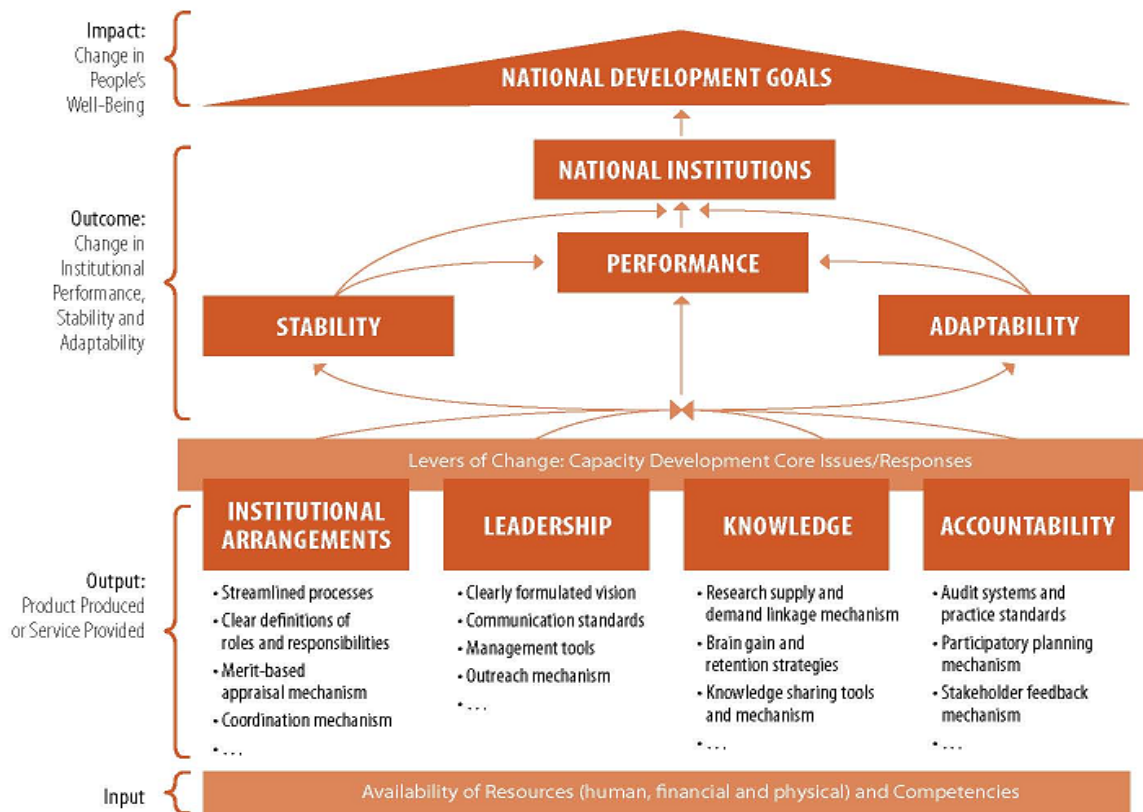 Impact:
Change in
People's
Well-Being
NATIONAL DEVELOPMENT GOALS
NATIONAL INSTITUTIONS
Outcome:
Change in
Institutional
Performance,
Stability and
Adaptability
PERFORMANCE
STABILITY
ADAPTABILITY
Levers of Change: Capacity Development Core Issues/Responses
Output:
Product Produced
or Service Provided
INSTITUTIONAL
ARRANGEMENTS
• Streamlined processes
• Clear definitions of
roles and responsibilities
• Merit-based
appraisal mechanism
• Coordination mechanism
• . . .
LEADERSHIP
• Clearly formulated vision
• Communication standards
• Management tools
• Outreach mechanism
• . . .
KNOWLEDGE
• Research supply and
demand linkage mechanism
• Brain gain and
retention strategies
• Knowledge sharing tools
and mechanism
• . . .
ACCOUNTABILITY
• Audit systems and
practice standards
• Participatory planning
mechanism
• Stakeholder feedback
mechanism
• . . .
Input
Availability of Resources (human, financial and physical) and Competencies